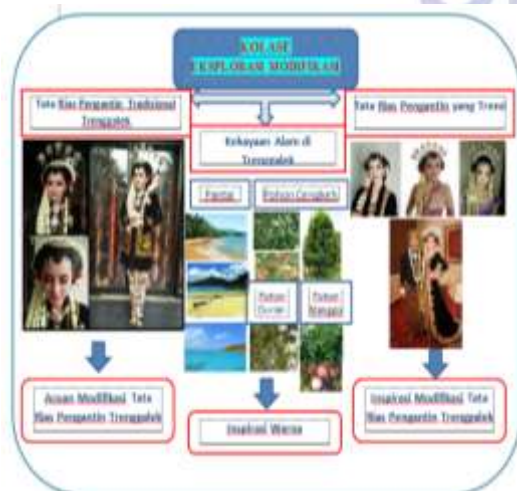 KOLASE
EKSPLORASI MODIFIKASI
Tata Rias Pengantin Tradisional
Trenggalek
Kekayaan Alam di
Trenggalek
Tata Rias Pengantin yang Trend
Pantai
Pohon Cengkeh
Pohon
Durian
Pohon
Manggis
Acuan Modifikasi Tata
Rias Pengantin Trenggalek
Inspirasi Warna
Inspirasi Modifikasi Tata
Rias Pengantin Trenggalek